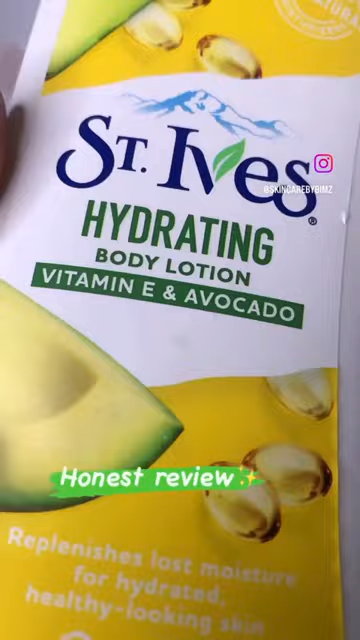 ST. Ives®
@SKINCAREBYBIMZ
HYDRATING
BODY LOTION
VITAMIN E & AVOCADO
Honest review✨
Replenishes lost moisture
for hydrated,
healthy-looking skin